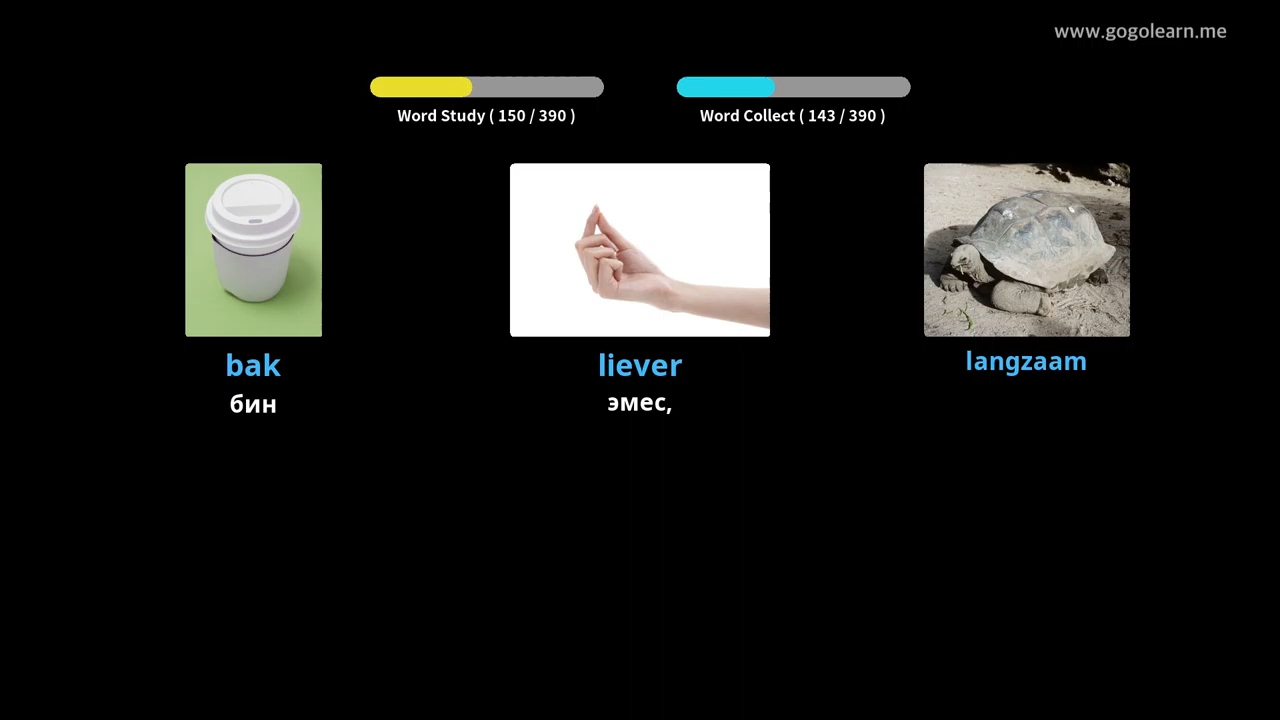 www.gogolearn.me
Word Study ( 150 / 390 )
Word Collect ( 143 / 390 )
bak
liever
langzaam
бин
эмес,